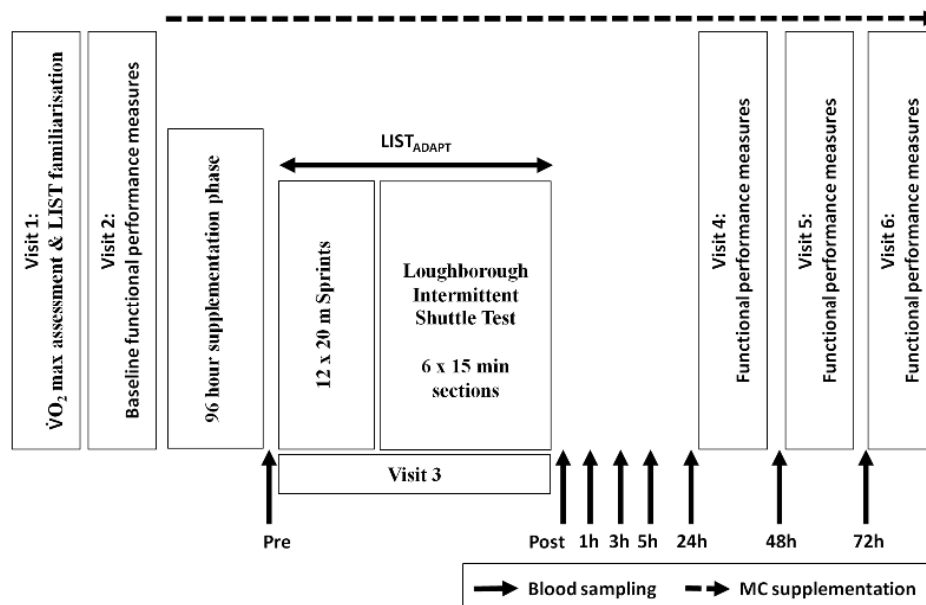 Visit 1:
V̇O₂ max assessment & LIST familiarisation
Visit 2:
Baseline functional performance measures
96 hour supplementation phase
LIST_ADAPT
12 x 20 m Sprints
Loughborough
Intermittent
Shuttle Test
6 x 15 min
sections
Visit 3
Visit 4:
Functional performance measures
Visit 5:
Functional performance measures
Visit 6:
Functional performance measures
Pre
Post
1h
3h
5h
24h
48h
72h
Blood sampling
MC supplementation